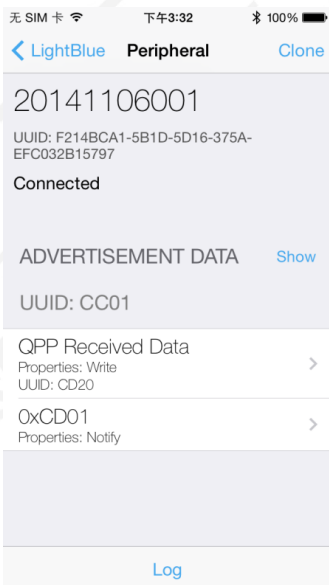 无 SIM 卡 下午3:32 100%
LightBlue Peripheral Clone
20141106001
UUID: F214BCA1-5B1D-5D16-375A-
EFC032B15797
Connected
ADVERTISEMENT DATA Show
UUID: CC01
QPP Received Data
Properties: Write
UUID: CD20
0xCD01
Properties: Notify
Log